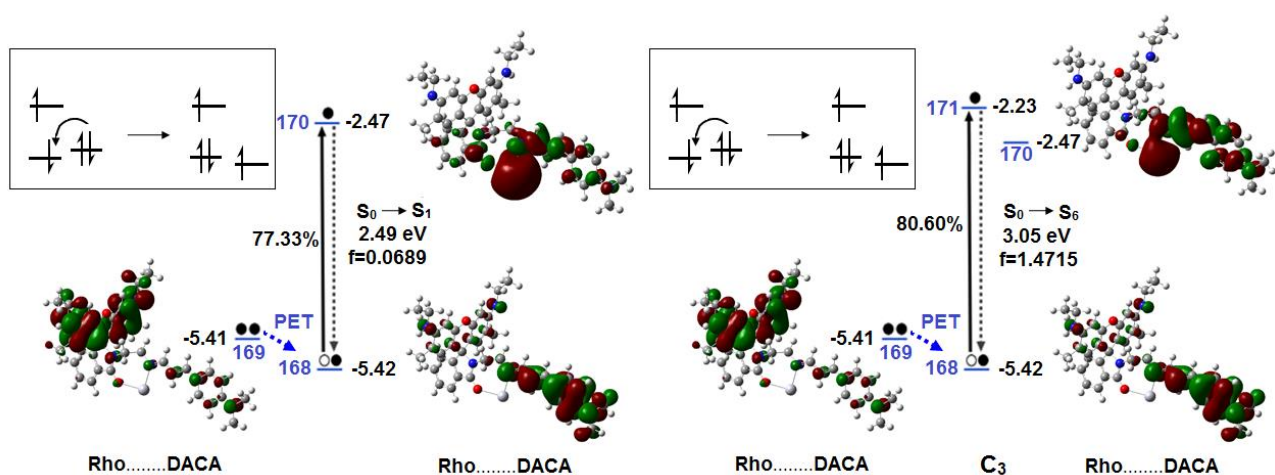 170
-2.47
77.33%
S0 → S1
2.49 eV
f=0.0689
-5.41
169
PET
168
-5.42
Rho........DACA
Rho........DACA
171
-2.23
170
-2.47
80.60%
S0 → S6
3.05 eV
f=1.4715
-5.41
169
PET
168
-5.42
Rho........DACA
C3
Rho........DACA